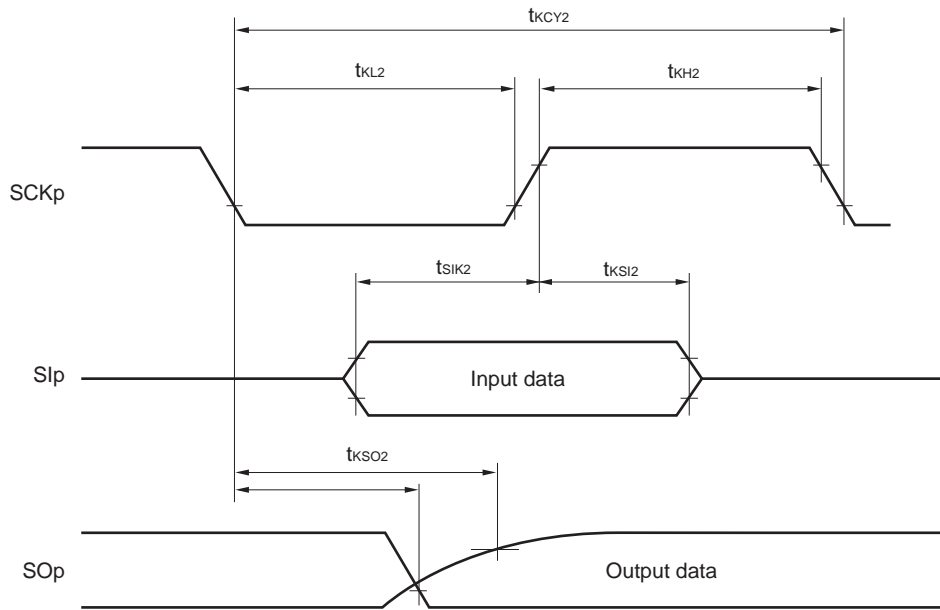 tKCY2
tKL2
tKH2
SCKp
tSIK2
tKSI2
SIp
Input data
tKSO2
SOp
Output data